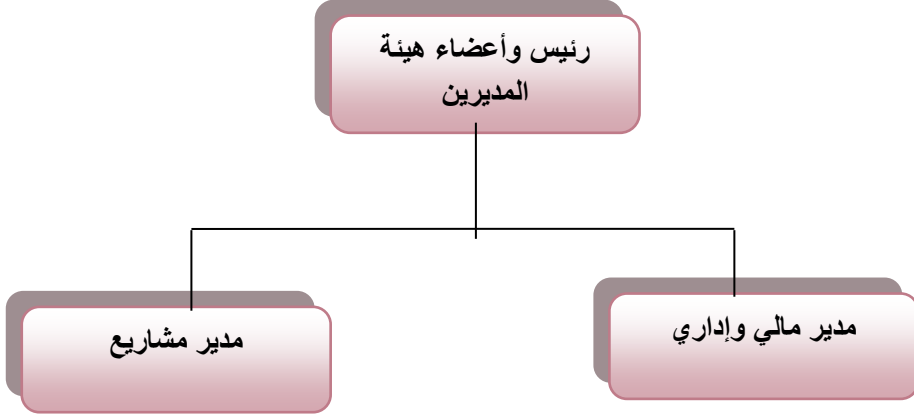 رئيس وأعضاء هيئة
المديرين
مدير مالي وإداري
مدير مشاريع